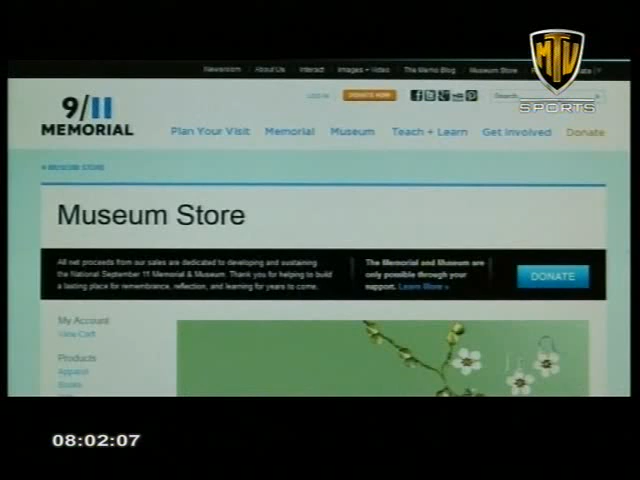 MTV
SPORTS
Newsroom About Us Interact Images + Video The Memo Blog Museum Store
LOG IN DONATE NOW Search
9/11
MEMORIAL
Plan Your Visit Memorial Museum Teach + Learn Get Involved Donate
« MUSEUM STORE
Museum Store
All net proceeds from our sales are dedicated to developing and sustaining
the National September 11 Memorial & Museum. Thank you for helping to build
a lasting place for remembrance, reflection, and learning for years to come.
The Memorial and Museum are
only possible through your
support. Learn More »
DONATE
My Account
View Cart
Products
Apparel
Books
08:02:07